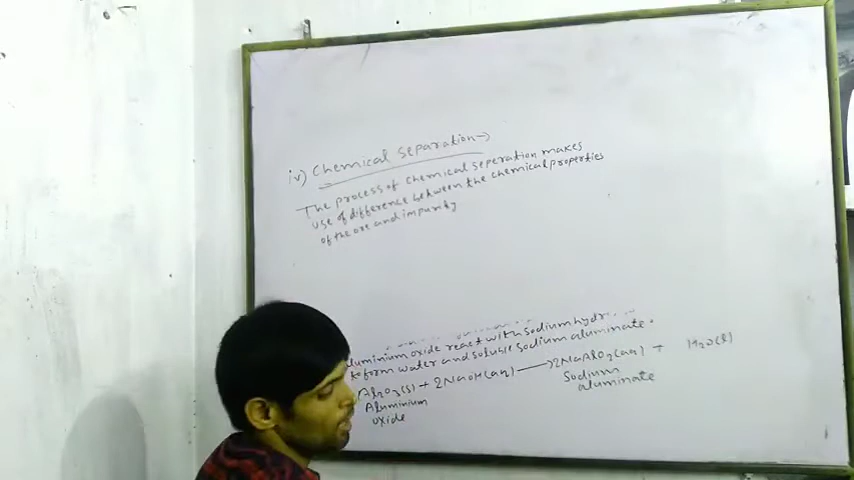 iv) Chemical separation →
The process of chemical seperation makes
use of difference between the chemical properties
of the ore and impurity
luminium oxide react with sodium hydr
to form water and soluble sodium aluminate.
Al₂O₃(s) + 2NaOH(aq) ⟶ 2NaAlO₂(aq) + H₂O(l)
Aluminium
oxide
Sodium
aluminate